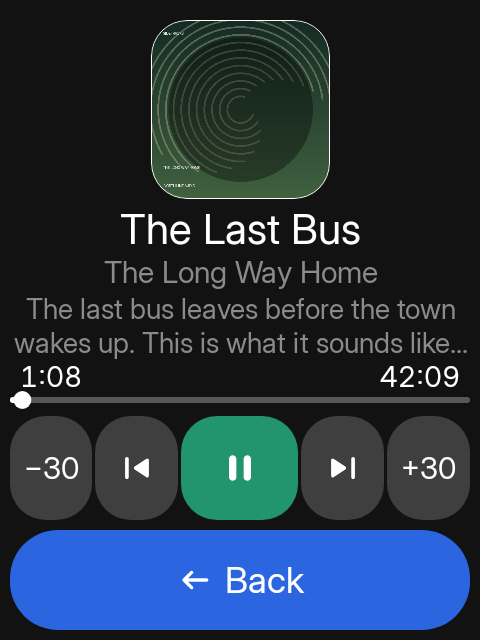 The Last Bus
The Long Way Home
The last bus leaves before the town
wakes up. This is what it sounds like...
1:08
42:09
−30
+30
← Back